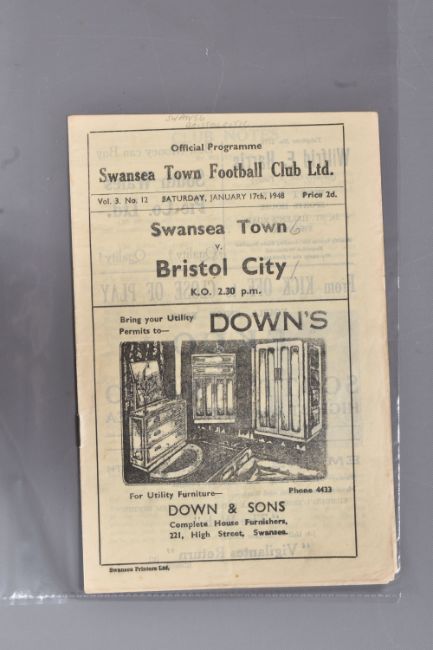 Official Programme
Swansea Town Football Club Ltd.
Vol. 3. No. 12 SATURDAY, JANUARY 17th, 1948 Price 2d.
Swansea Town 6
v.
Bristol City 1
K.O. 2.30 p.m.
Bring your Utility
Permits to—
DOWN'S
For Utility Furniture— Phone 4433
DOWN & SONS
Complete House Furnishers,
221, High Street, Swansea.
Swansea Printers Ltd.